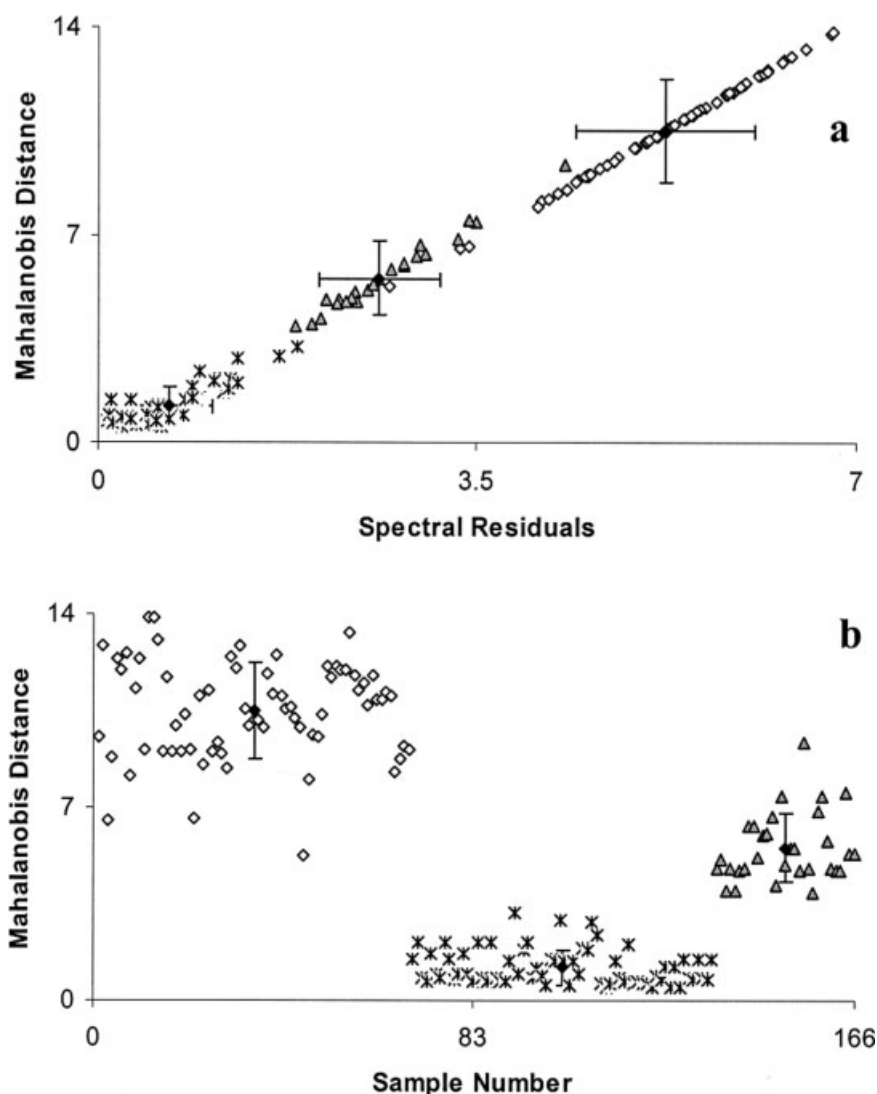 14
a
Mahalanobis Distance
7
0
0
3.5
7
Spectral Residuals
14
b
Mahalanobis Distance
7
0
0
83
166
Sample Number